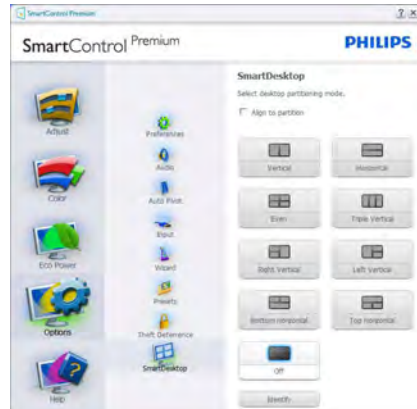 SmartControl Premium
SmartControl Premium
PHILIPS
Adjust
Color
Eco Power
Options
Help
Preferences
Audio
Auto Pivot
Input
Wizard
Presets
Theft Deterrence
SmartDesktop
SmartDesktop
Select desktop partitioning mode.
Align to partition
Vertical
Horizontal
Even
Triple Vertical
Right Vertical
Left Vertical
Bottom Horizontal
Top Horizontal
Off
Identify